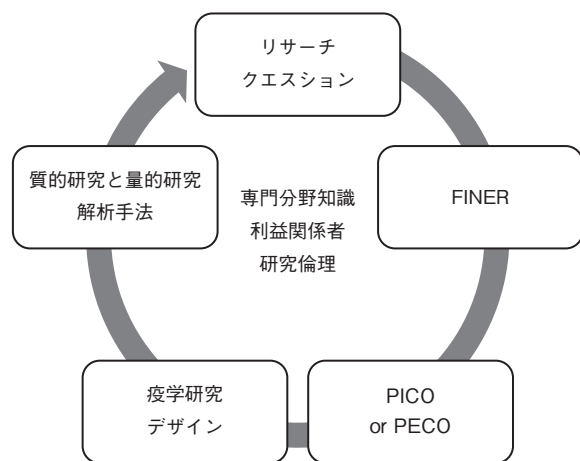 リサーチ
クエスション
FINER
PICO
or PECO
疫学研究
デザイン
質的研究と量的研究
解析手法
専門分野知識
利益関係者
研究倫理